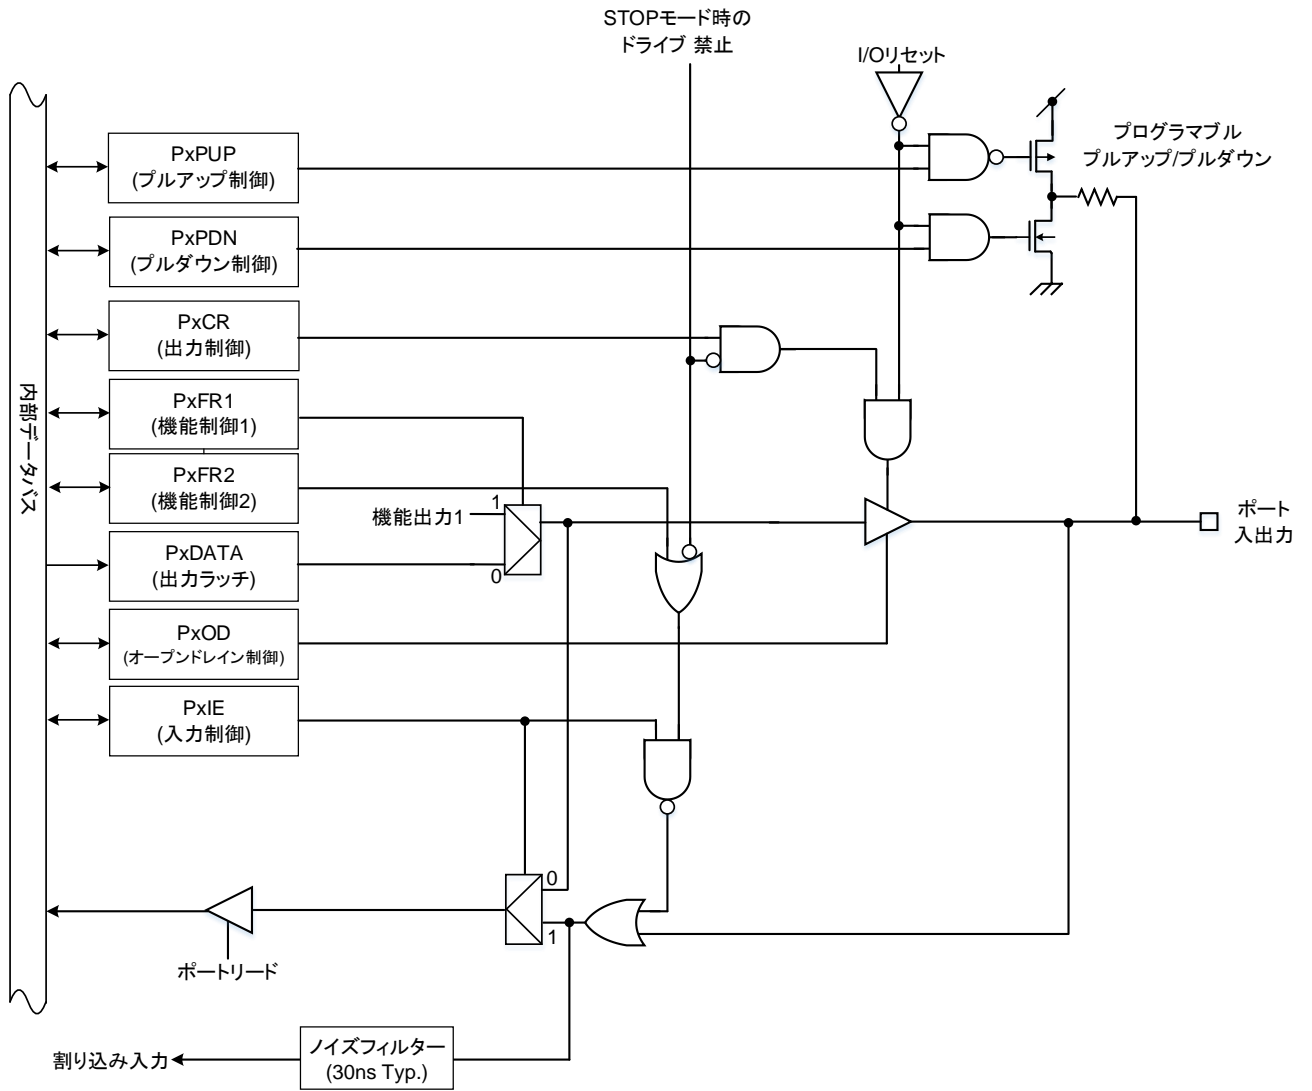 STOPモード時の
ドライブ 禁止
I/Oリセット
プログラマブル
プルアップ/プルダウン
PxPUP
(プルアップ制御)
PxPDN
(プルダウン制御)
PxCR
(出力制御)
内部データバス
PxFR1
(機能制御1)
PxFR2
(機能制御2)
機能出力1
1
0
ポート
入出力
PxDATA
(出力ラッチ)
PxOD
(オープンドレイン制御)
PxIE
(入力制御)
0
1
ポートリード
割り込み入力
ノイズフィルター
(30ns Typ.)